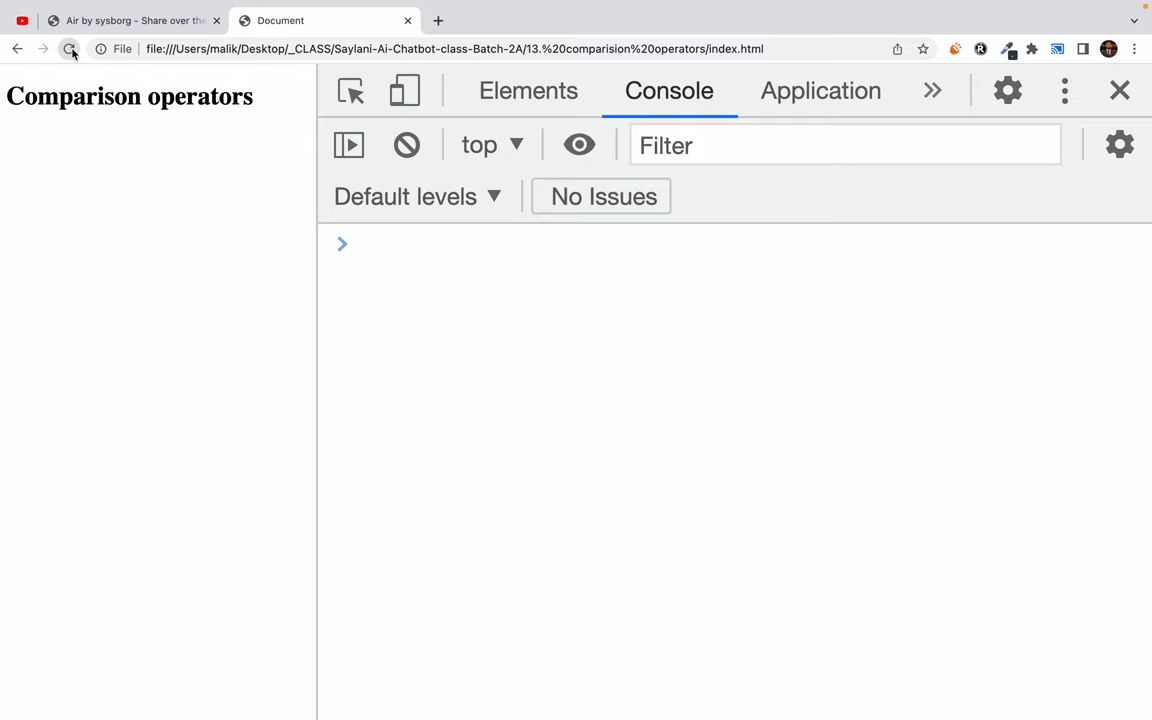 Air by sysborg - Share over the
Document
File
file:///Users/malik/Desktop/_CLASS/Saylani-Ai-Chatbot-class-Batch-2A/13.%20comparision%20operators/index.html
Comparison operators
Elements Console Application
top Filter
Default levels No Issues